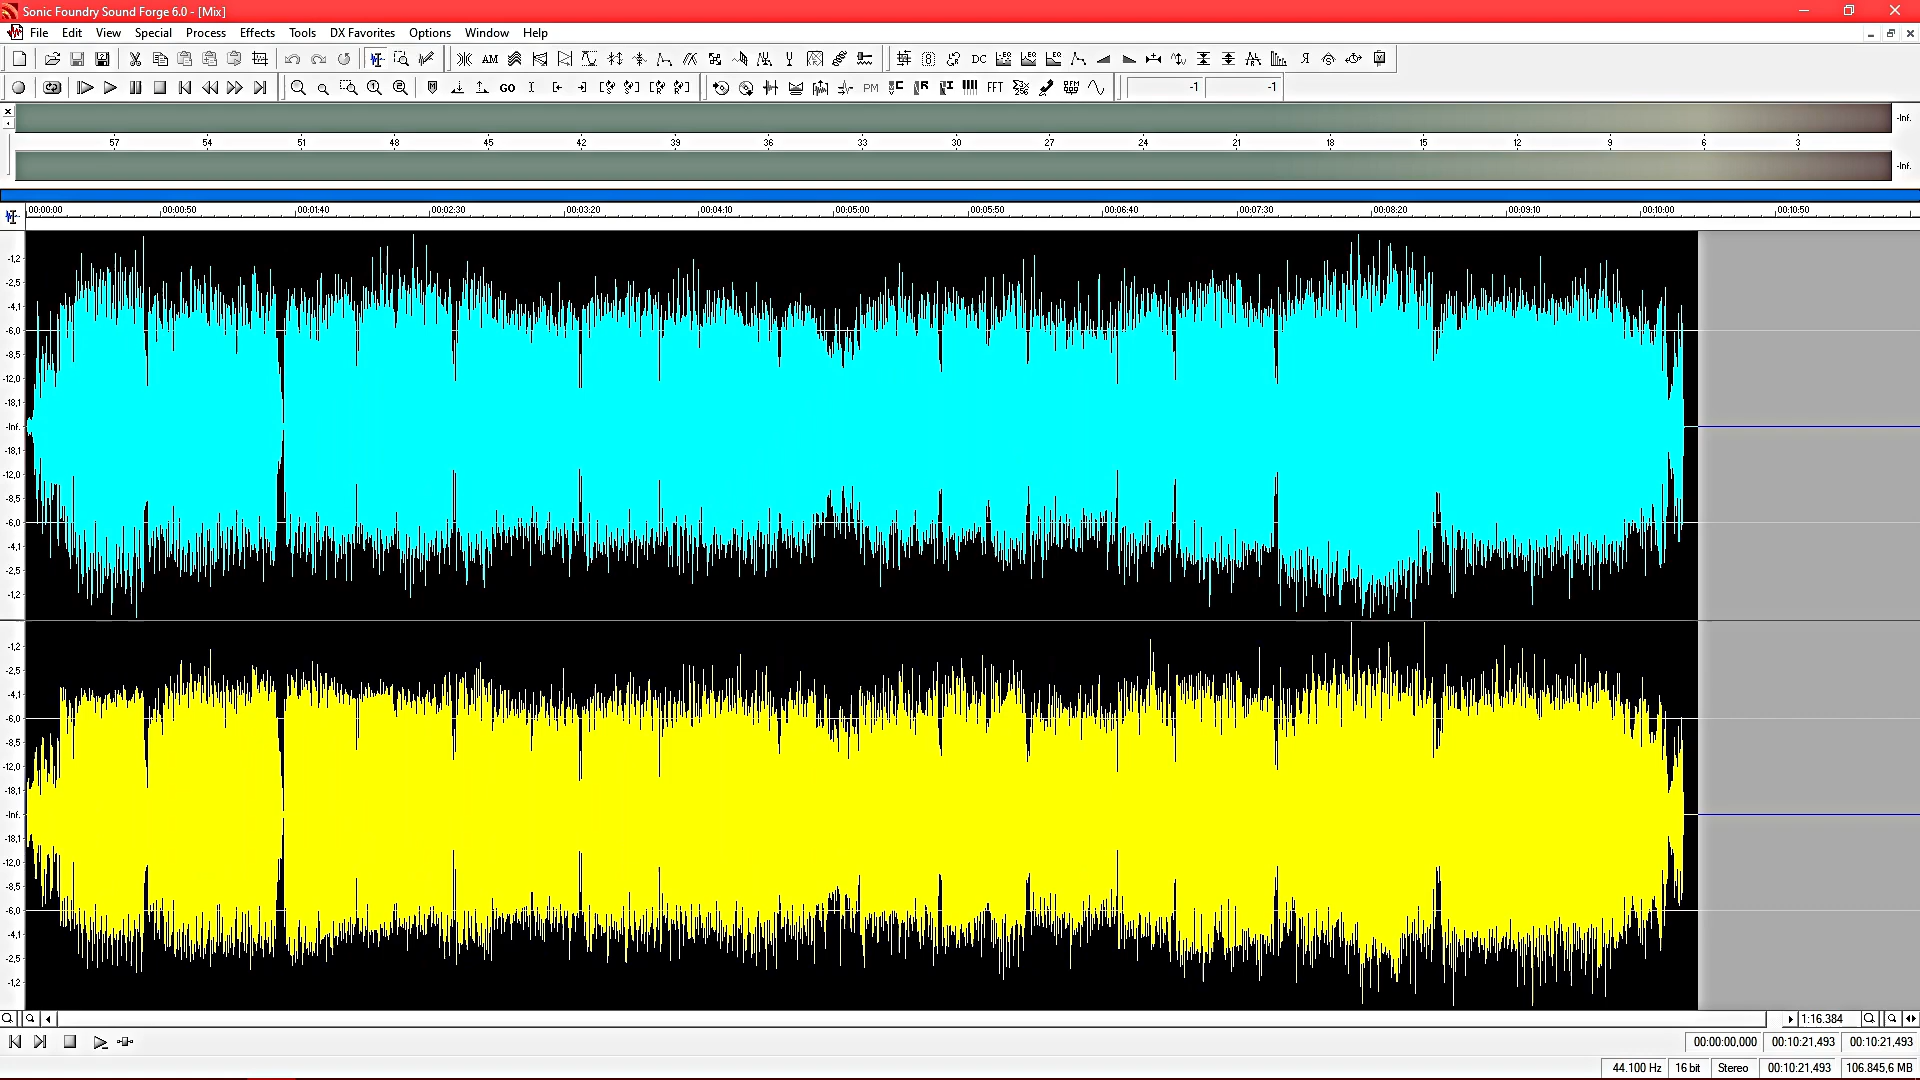 Sonic Foundry Sound Forge 6.0 - [Mix]
File Edit View Special Process Effects Tools DX Favorites Options Window Help
AM DC
GO PM FFT -1 -1
-Inf.
57 54 51 48 45 42 39 36 33 30 27 24 21 18 15 12 9 6 3
-Inf.
00:00:00 00:00:50 00:01:40 00:02:30 00:03:20 00:04:10 00:05:00 00:05:50 00:06:40 00:07:30 00:08:20 00:09:10 00:10:00 00:10:50
-1,2
-2,5
-4,1
-6,0
-8,5
-12,0
-18,1
-Inf.
-18,1
-12,0
-8,5
-6,0
-4,1
-2,5
-1,2
-1,2
-2,5
-4,1
-6,0
-8,5
-12,0
-18,1
-Inf.
-18,1
-12,0
-8,5
-6,0
-4,1
-2,5
-1,2
1:16.384
00:00:00,000 00:10:21,493 00:10:21,493
44.100 Hz 16 bit Stereo 00:10:21,493 106.845,6 MB